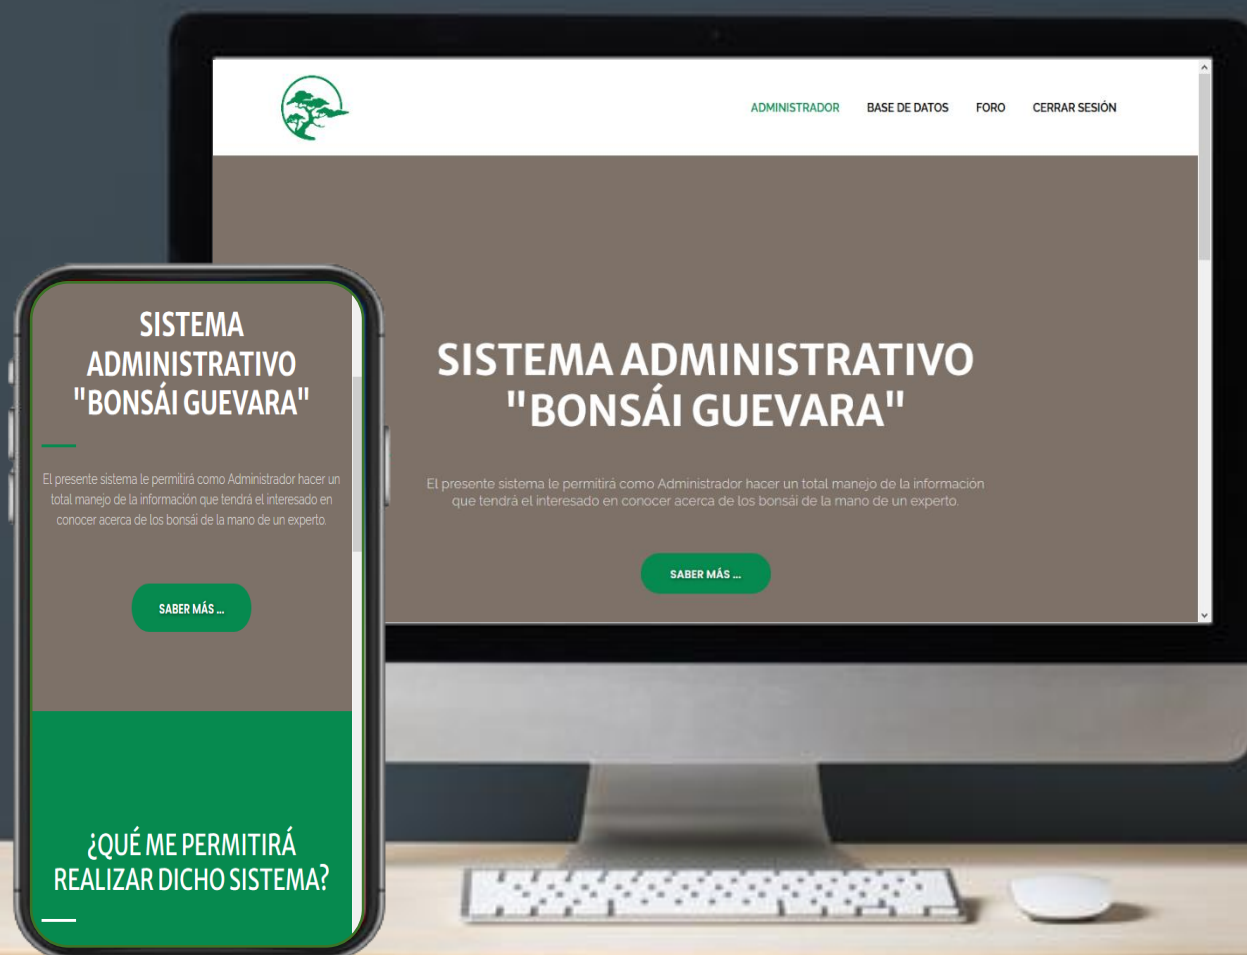 ADMINISTRADOR BASE DE DATOS FORO CERRAR SESIÓN
SISTEMA ADMINISTRATIVO
"BONSÁI GUEVARA"
El presente sistema le permitirá como Administrador hacer un total manejo de la información
que tendrá el interesado en conocer acerca de los bonsái de la mano de un experto.
SABER MÁS ...
SISTEMA
ADMINISTRATIVO
"BONSÁI GUEVARA"
El presente sistema le permitirá como Administrador hacer un
total manejo de la información que tendrá el interesado en
conocer acerca de los bonsái de la mano de un experto.
SABER MÁS ...
¿QUÉ ME PERMITIRÁ
REALIZAR DICHO SISTEMA?